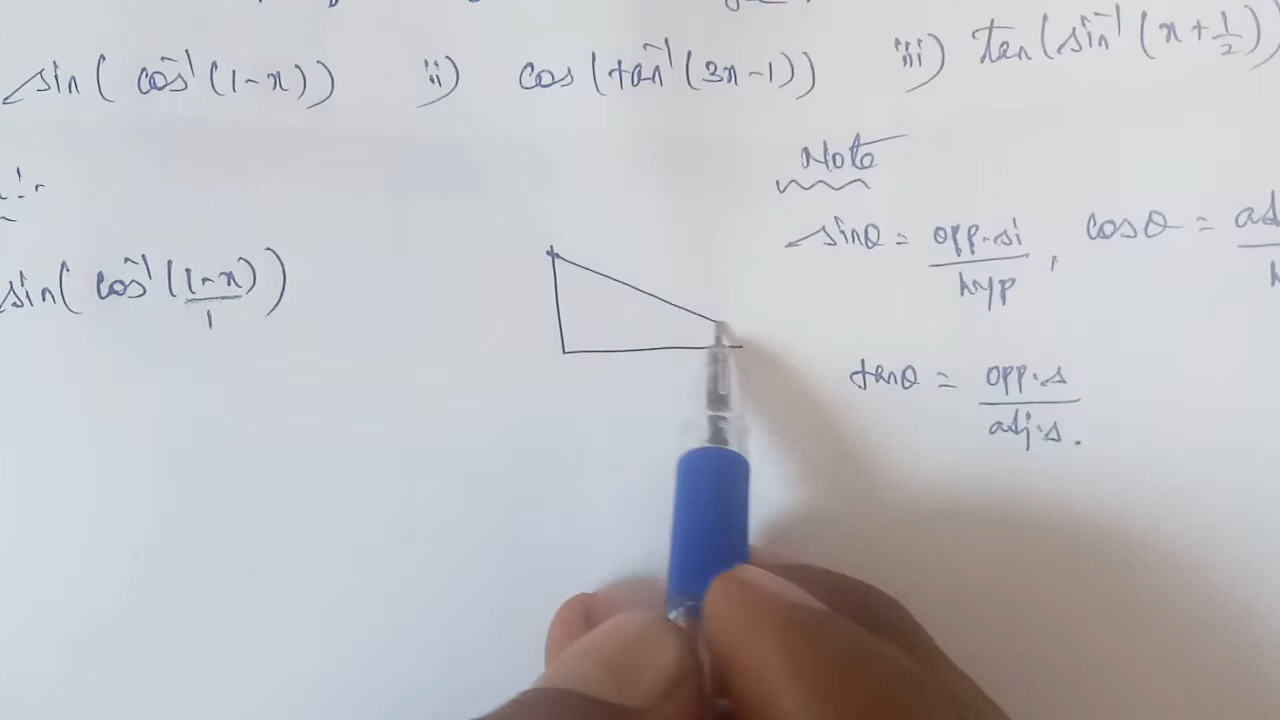 sin(cos⁻¹(1-x)) ii) cos(tan⁻¹(3x-1)) iii) tan(sin⁻¹(x+1/2))
Note
sinθ = opp.si/hyp, cosθ = ad
sin(cos⁻¹((1-x)/1))
tanθ = opp.s/adj.s.